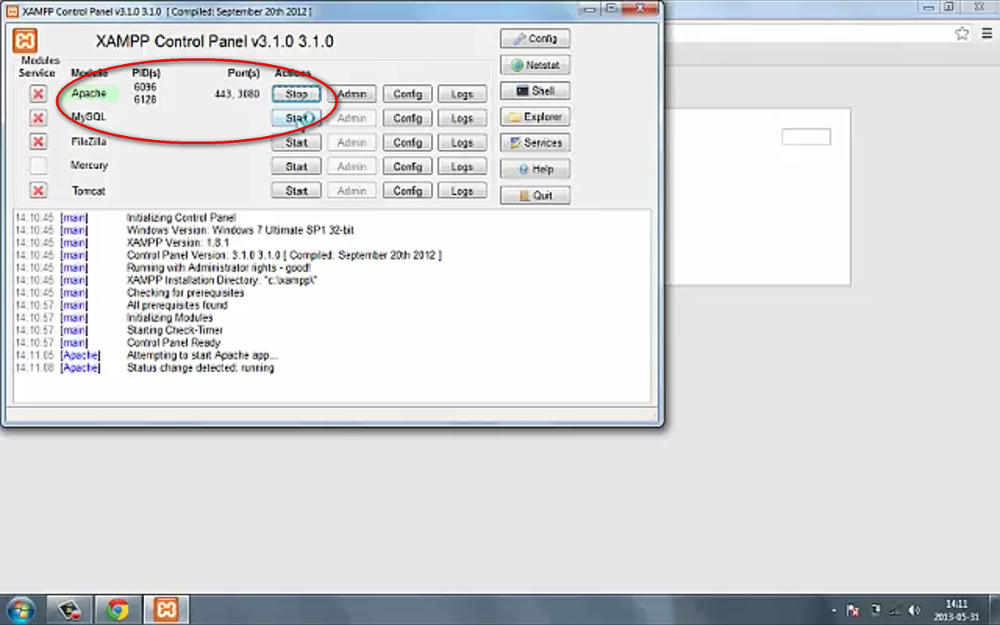 XAMPP Control Panel v3.1.0 3.1.0 [ Compiled: September 20th 2012 ]
XAMPP Control Panel v3.1.0 3.1.0
Config
Modules
Service Module PID(s) Port(s) Actions
Netstat
Apache 6096 6128 443, 3080 Stop Admin Config Logs
Shell
MySQL Start Admin Config Logs
Explorer
FileZilla Start Admin Config Logs
Services
Mercury Start Admin Config Logs
Help
Tomcat Start Admin Config Logs
Quit
14:10:45 [main] Initializing Control Panel
14:10:45 [main] Windows Version: Windows 7 Ultimate SP1 32-bit
14:10:45 [main] XAMPP Version: 1.8.1
14:10:45 [main] Control Panel Version: 3.1.0 3.1.0 [ Compiled: September 20th 2012 ]
14:10:45 [main] Running with Administrator rights - good!
14:10:45 [main] XAMPP Installation Directory: "c:\xampp\"
14:10:45 [main] Checking for prerequisites
14:10:57 [main] All prerequisites found
14:10:57 [main] Initializing Modules
14:10:57 [main] Starting Check-Timer
14:10:57 [main] Control Panel Ready
14:11:05 [Apache] Attempting to start Apache app...
14:11:08 [Apache] Status change detected: running
14:11
2013-05-31